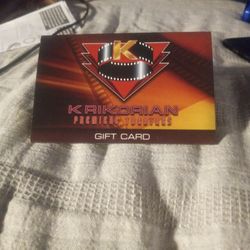 K
KRIKORIAN
PREMIERE THEATRES
GIFT CARD